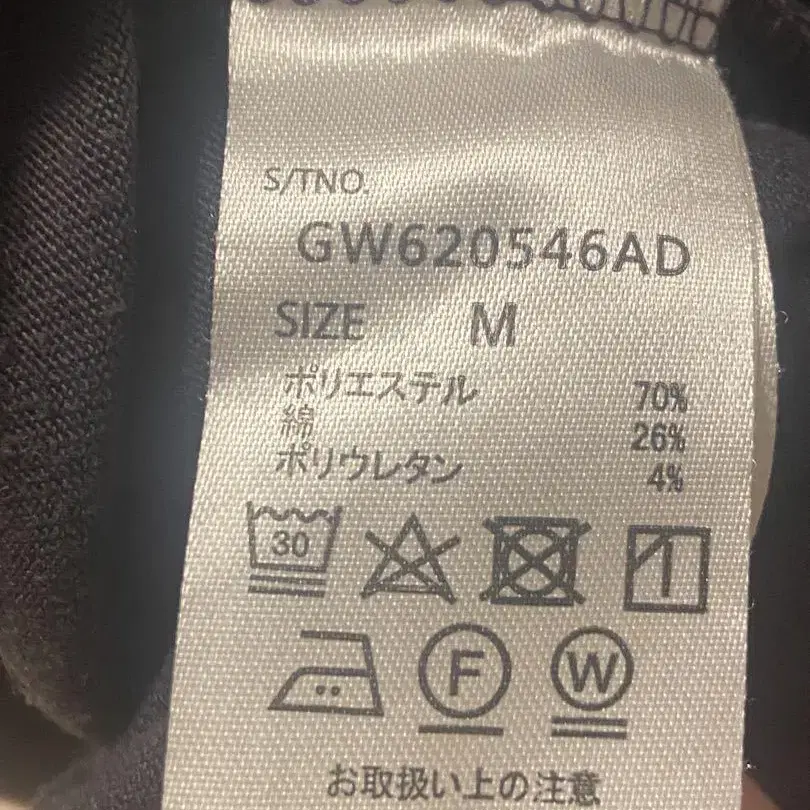 S/TNO.
GW620546AD
SIZE M
ポリエステル 70%
綿 26%
ポリウレタン 4%
30
F W
お取扱い上の注意